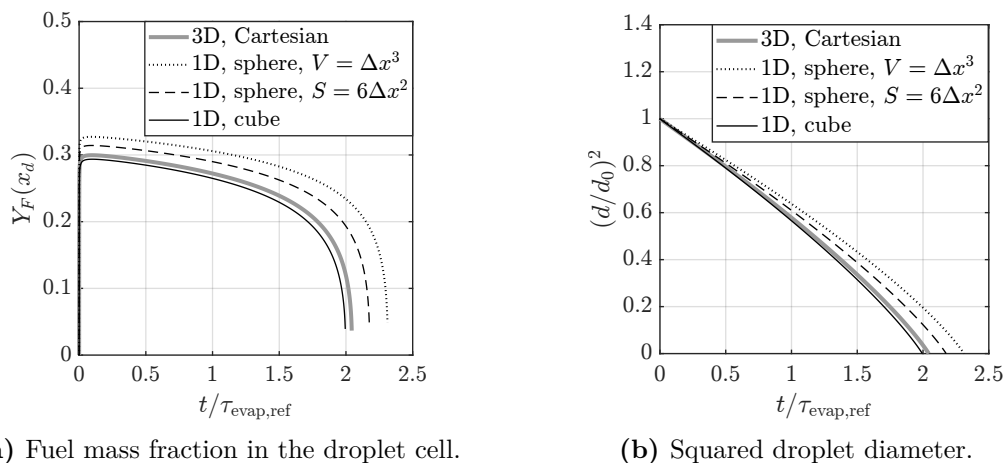 0.5
0.4
0.3
0.2
0.1
0
0 0.5 1 1.5 2 2.5
Y_F(x_d)
t/τ_evap,ref
3D, Cartesian
1D, sphere, V = Δx³
1D, sphere, S = 6Δx²
1D, cube
) Fuel mass fraction in the droplet cell.
1.4
1.2
1
0.8
0.6
0.4
0.2
0
0 0.5 1 1.5 2 2.5
(d/d₀)²
t/τ_evap,ref
3D, Cartesian
1D, sphere, V = Δx³
1D, sphere, S = 6Δx²
1D, cube
(b) Squared droplet diameter.